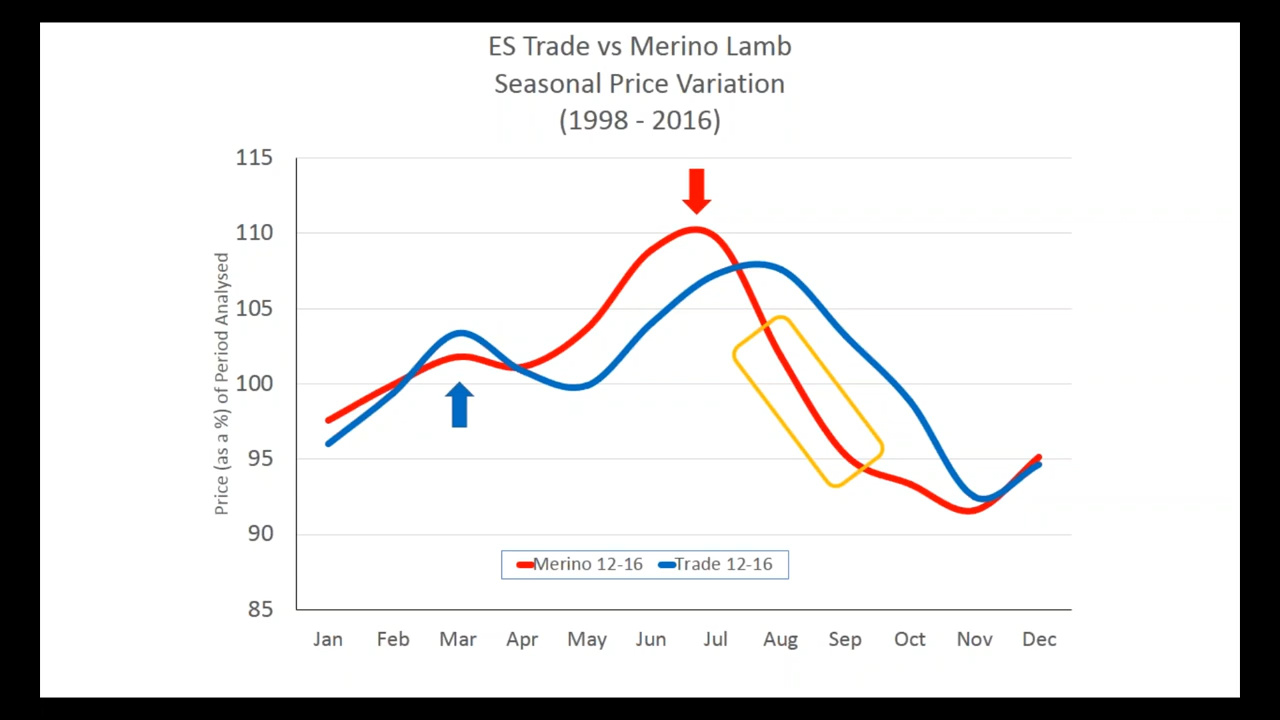 ES Trade vs Merino Lamb
Seasonal Price Variation
(1998 - 2016)
115
110
105
100
95
90
85
Price (as a %) of Period Analysed
Merino 12-16 Trade 12-16
Jan Feb Mar Apr May Jun Jul Aug Sep Oct Nov Dec